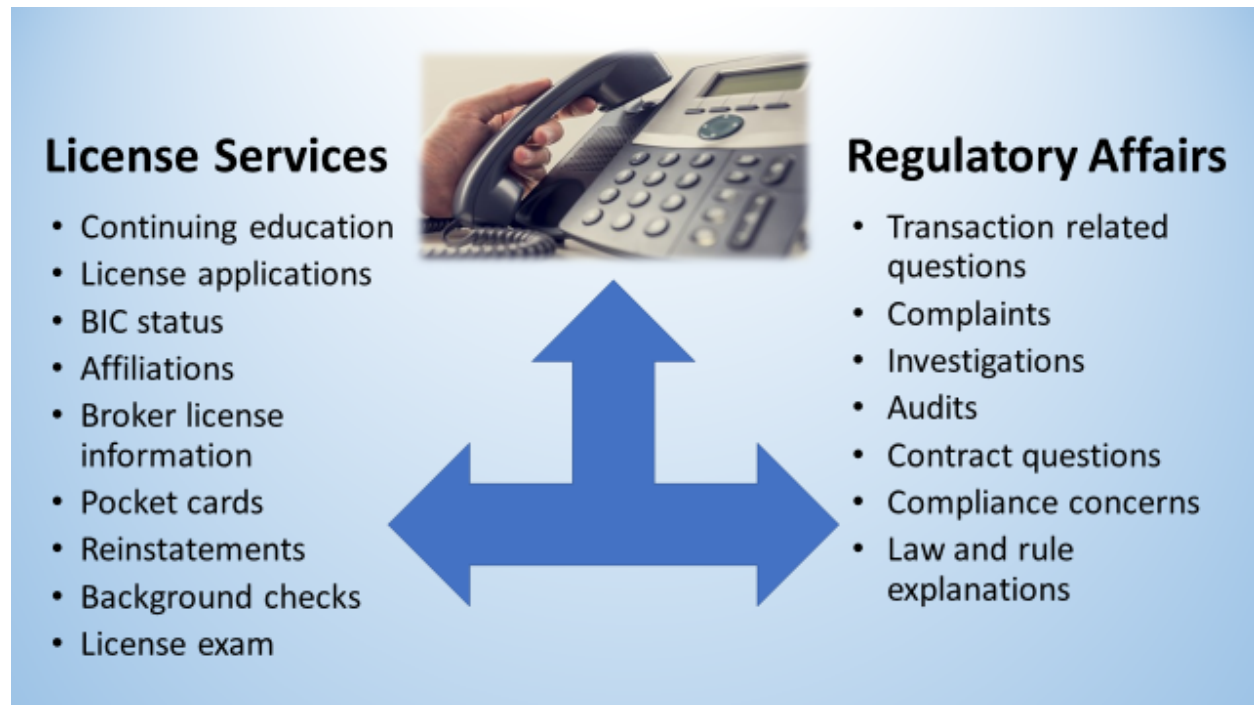 License Services
• Continuing education
• License applications
• BIC status
• Affiliations
• Broker license
information
• Pocket cards
• Reinstatements
• Background checks
• License exam
Regulatory Affairs
• Transaction related
questions
• Complaints
• Investigations
• Audits
• Contract questions
• Compliance concerns
• Law and rule
explanations